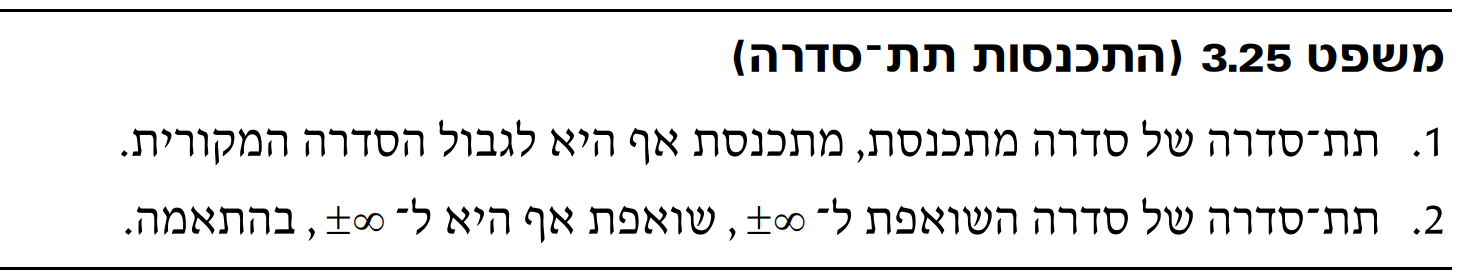 משפט 3.25 (התכנסות תת־סדרה)
1. תת־סדרה של סדרה מתכנסת, מתכנסת אף היא לגבול הסדרה המקורית.
2. תת־סדרה של סדרה השואפת ל־ ±∞, שואפת אף היא ל־ ±∞, בהתאמה.